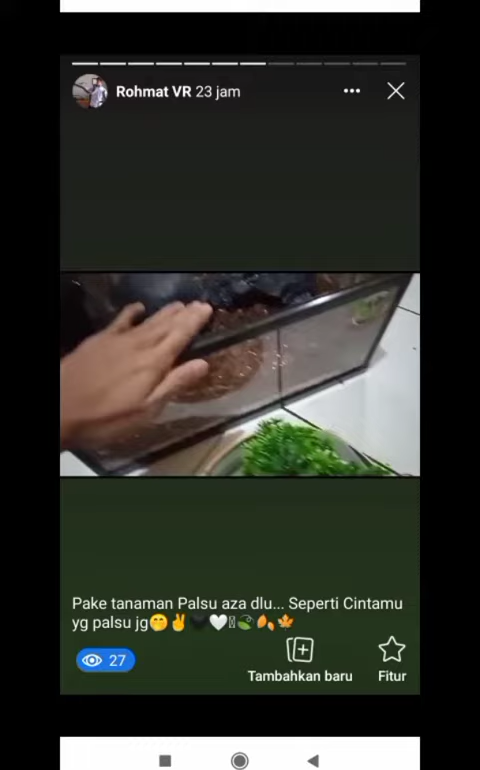 Rohmat VR 23 jam
Pake tanaman Palsu aza dlu... Seperti Cintamu
yg palsu jg🤭✌️🖤🤍🍃🍂🍁
27
Tambahkan baru
Fitur